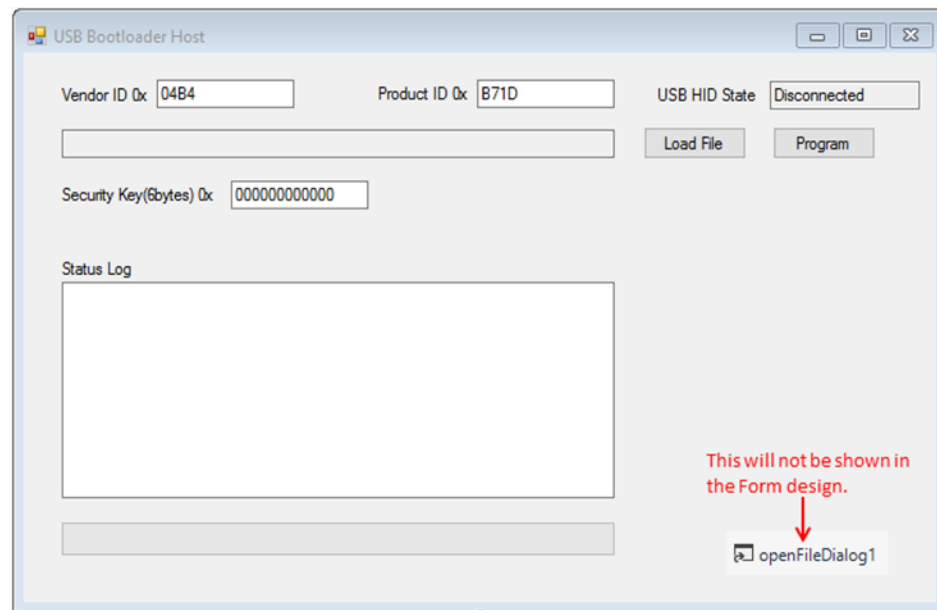 USB Bootloader Host
Vendor ID 0x 04B4 Product ID 0x B71D USB HID State Disconnected
Load File Program
Security Key(6bytes) 0x 000000000000
Status Log
This will not be shown in
the Form design.
openFileDialog1